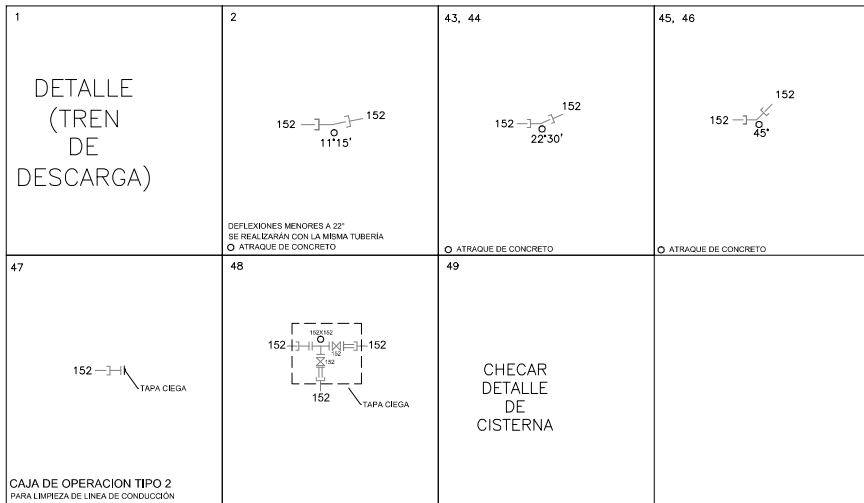 1
DETALLE
(TREN
DE
DESCARGA)
2
152
152
11°15'
DEFLEXIONES MENORES A 22°
SE REALIZARÁN CON LA MISMA TUBERÍA
ATRAQUE DE CONCRETO
43, 44
152
152
22°30'
ATRAQUE DE CONCRETO
45, 46
152
152
45°
ATRAQUE DE CONCRETO
47
152
TAPA CIEGA
CAJA DE OPERACION TIPO 2
PARA LIMPIEZA DE LINEA DE CONDUCCIÓN
48
152X152
152
152
152
152
152
TAPA CIEGA
49
CHECAR
DETALLE
DE
CISTERNA